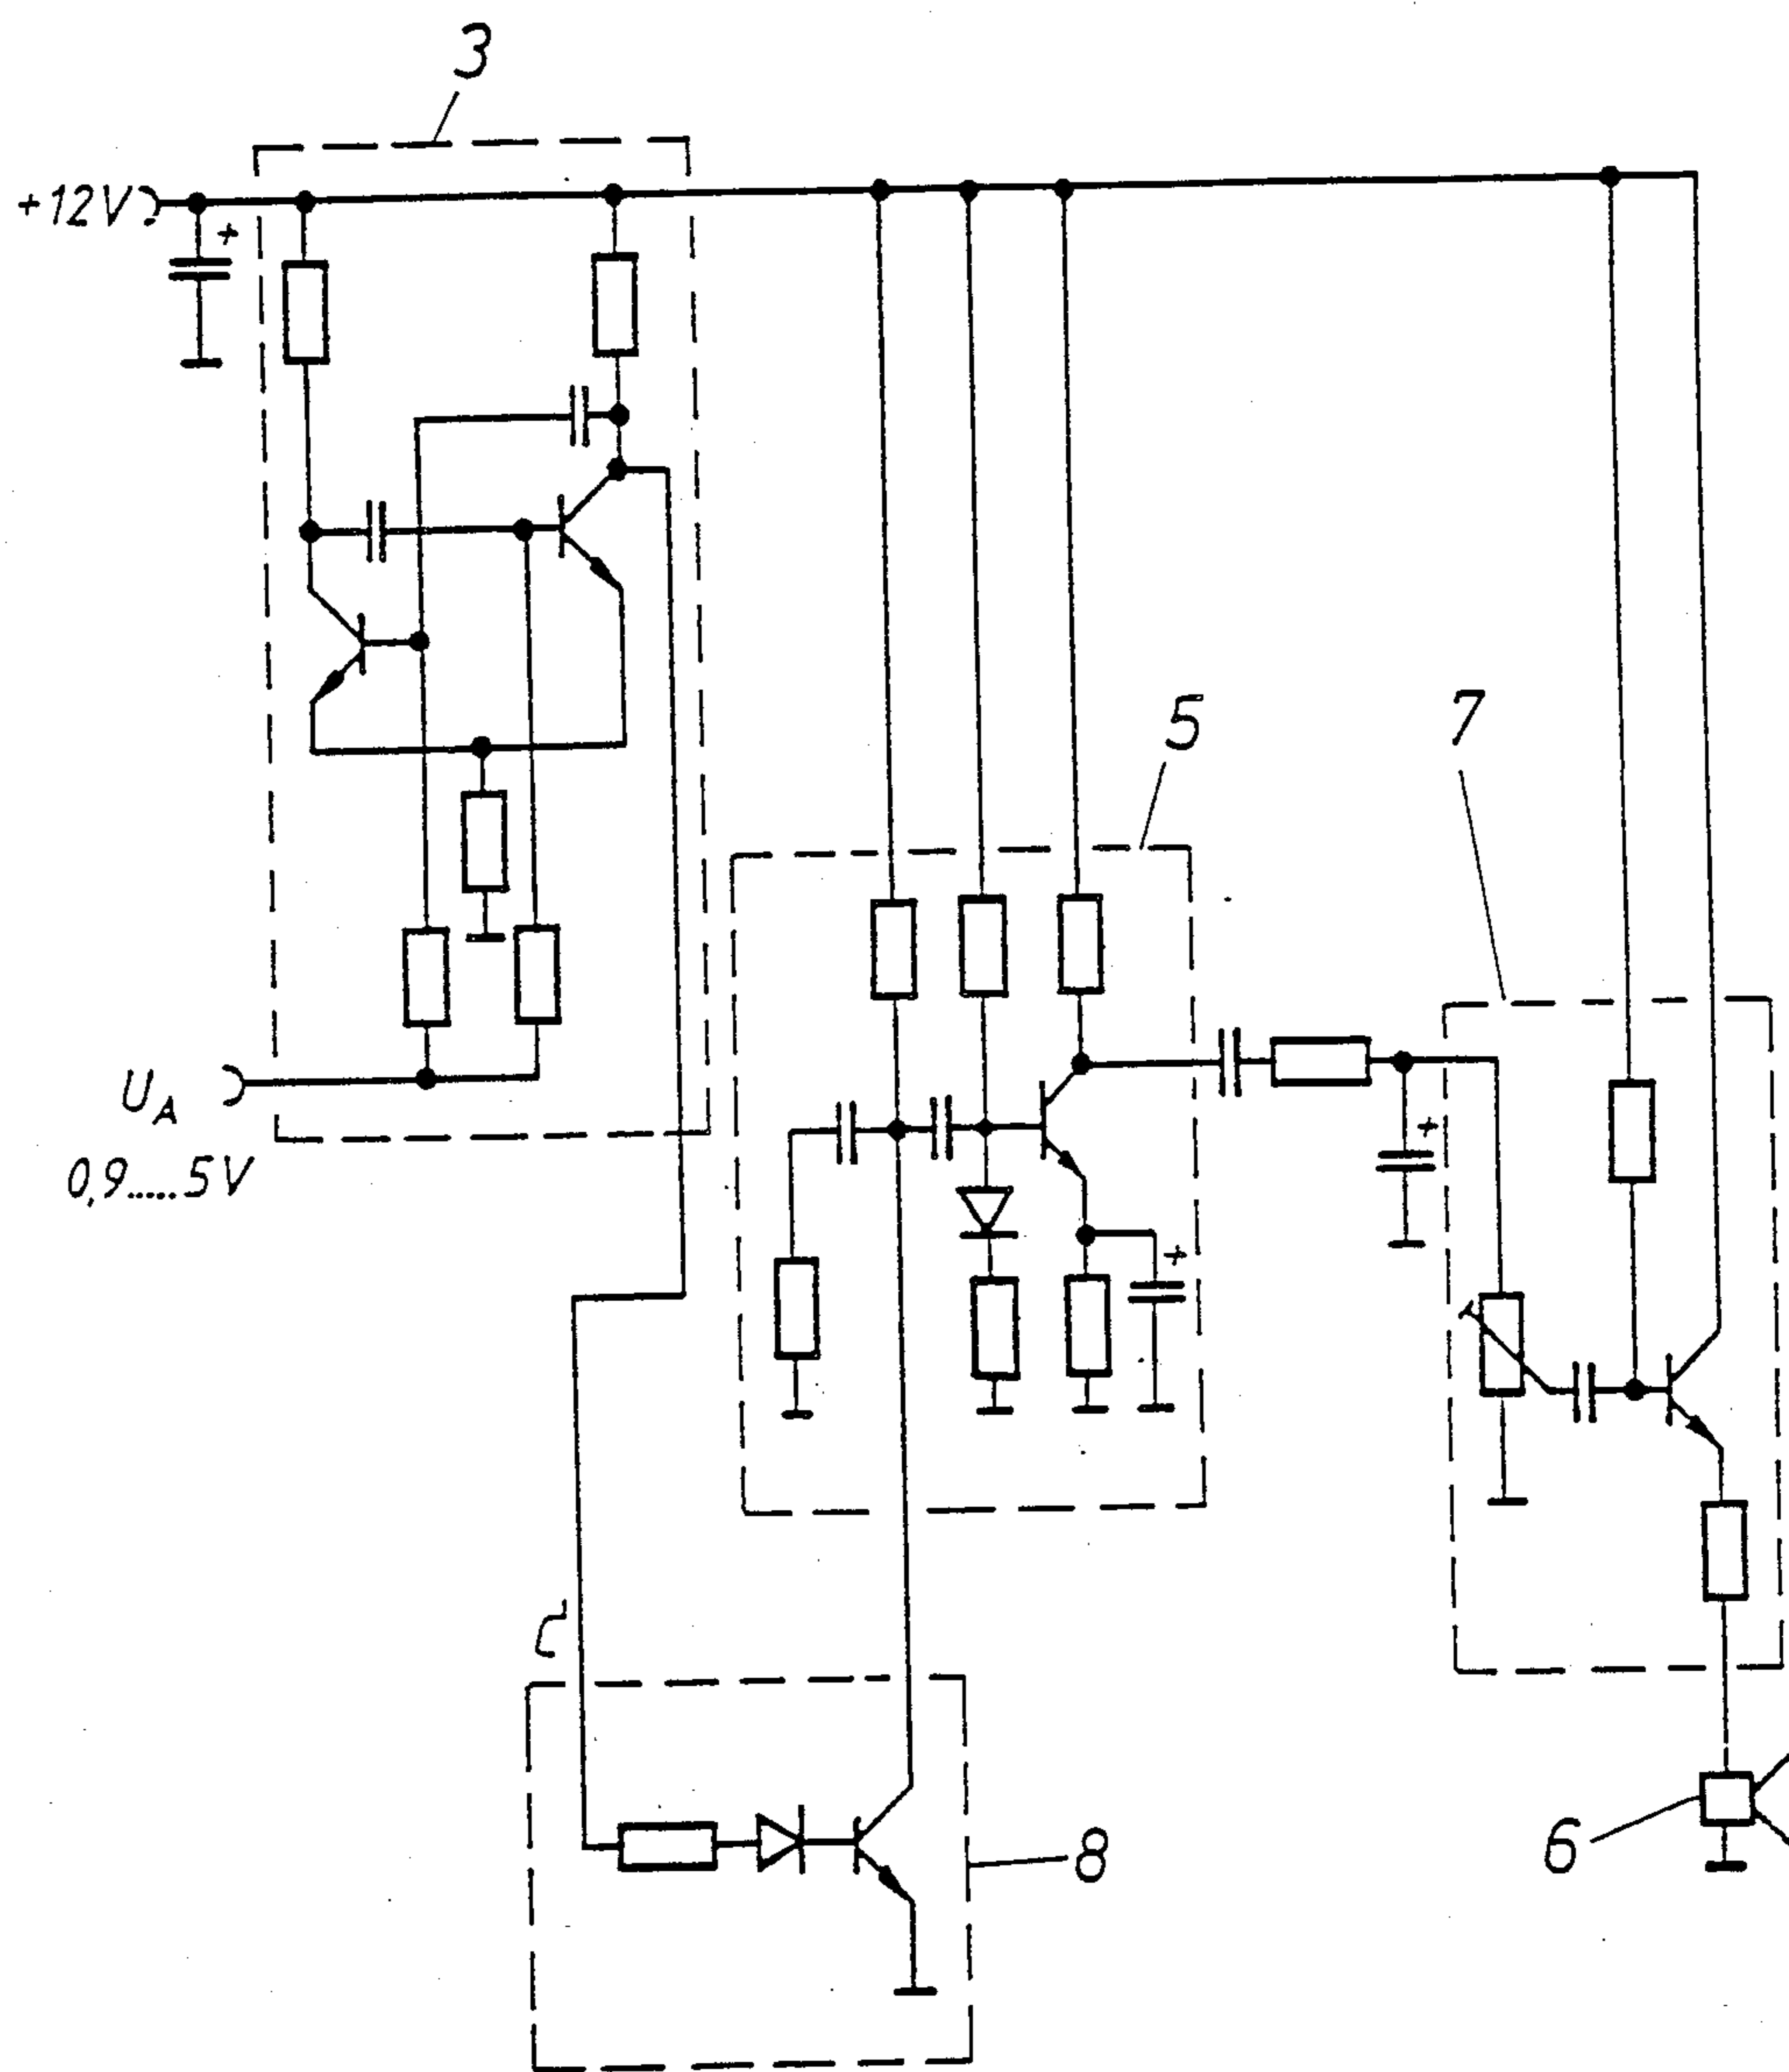 3
+12V
+
5
7
U_A
0,9.....5V
+
+
8
6